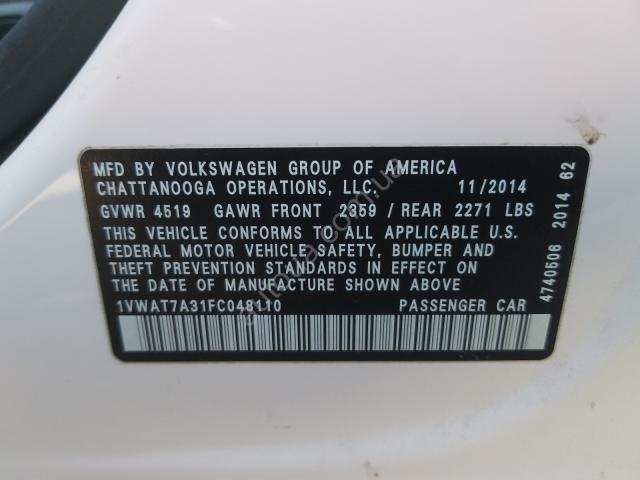 MFD BY VOLKSWAGEN GROUP OF AMERICA
CHATTANOOGA OPERATIONS, LLC. 11/2014
GVWR 4519 GAWR FRONT 2359 / REAR 2271 LBS
THIS VEHICLE CONFORMS TO ALL APPLICABLE U.S.
FEDERAL MOTOR VEHICLE SAFETY, BUMPER AND
THEFT PREVENTION STANDARDS IN EFFECT ON
THE DATE OF MANUFACTURE SHOWN ABOVE
1VWAT7A31FC048110 PASSENGER CAR
4740506 2014 62